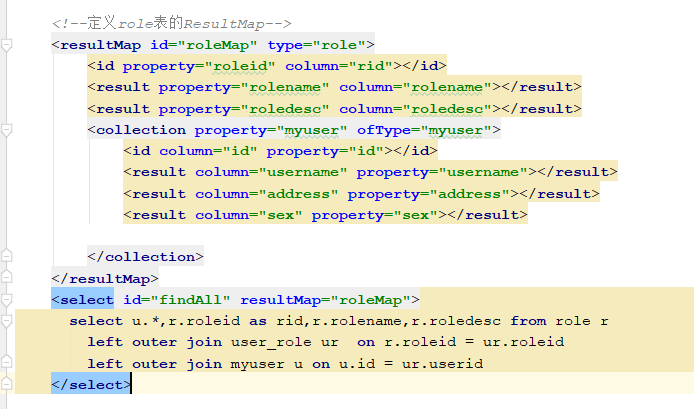 <!--定义role表的ResultMap-->
<resultMap id="roleMap" type="role">
<id property="roleid" column="rid"></id>
<result property="rolename" column="rolename"></result>
<result property="roledesc" column="roledesc"></result>
<collection property="myuser" ofType="myuser">
<id column="id" property="id"></id>
<result column="username" property="username"></result>
<result column="address" property="address"></result>
<result column="sex" property="sex"></result>
</collection>
</resultMap>
<select id="findAll" resultMap="roleMap">
select u.*,r.roleid as rid,r.rolename,r.roledesc from role r
left outer join user_role ur  on r.roleid = ur.roleid
left outer join myuser u on u.id = ur.userid
</select>